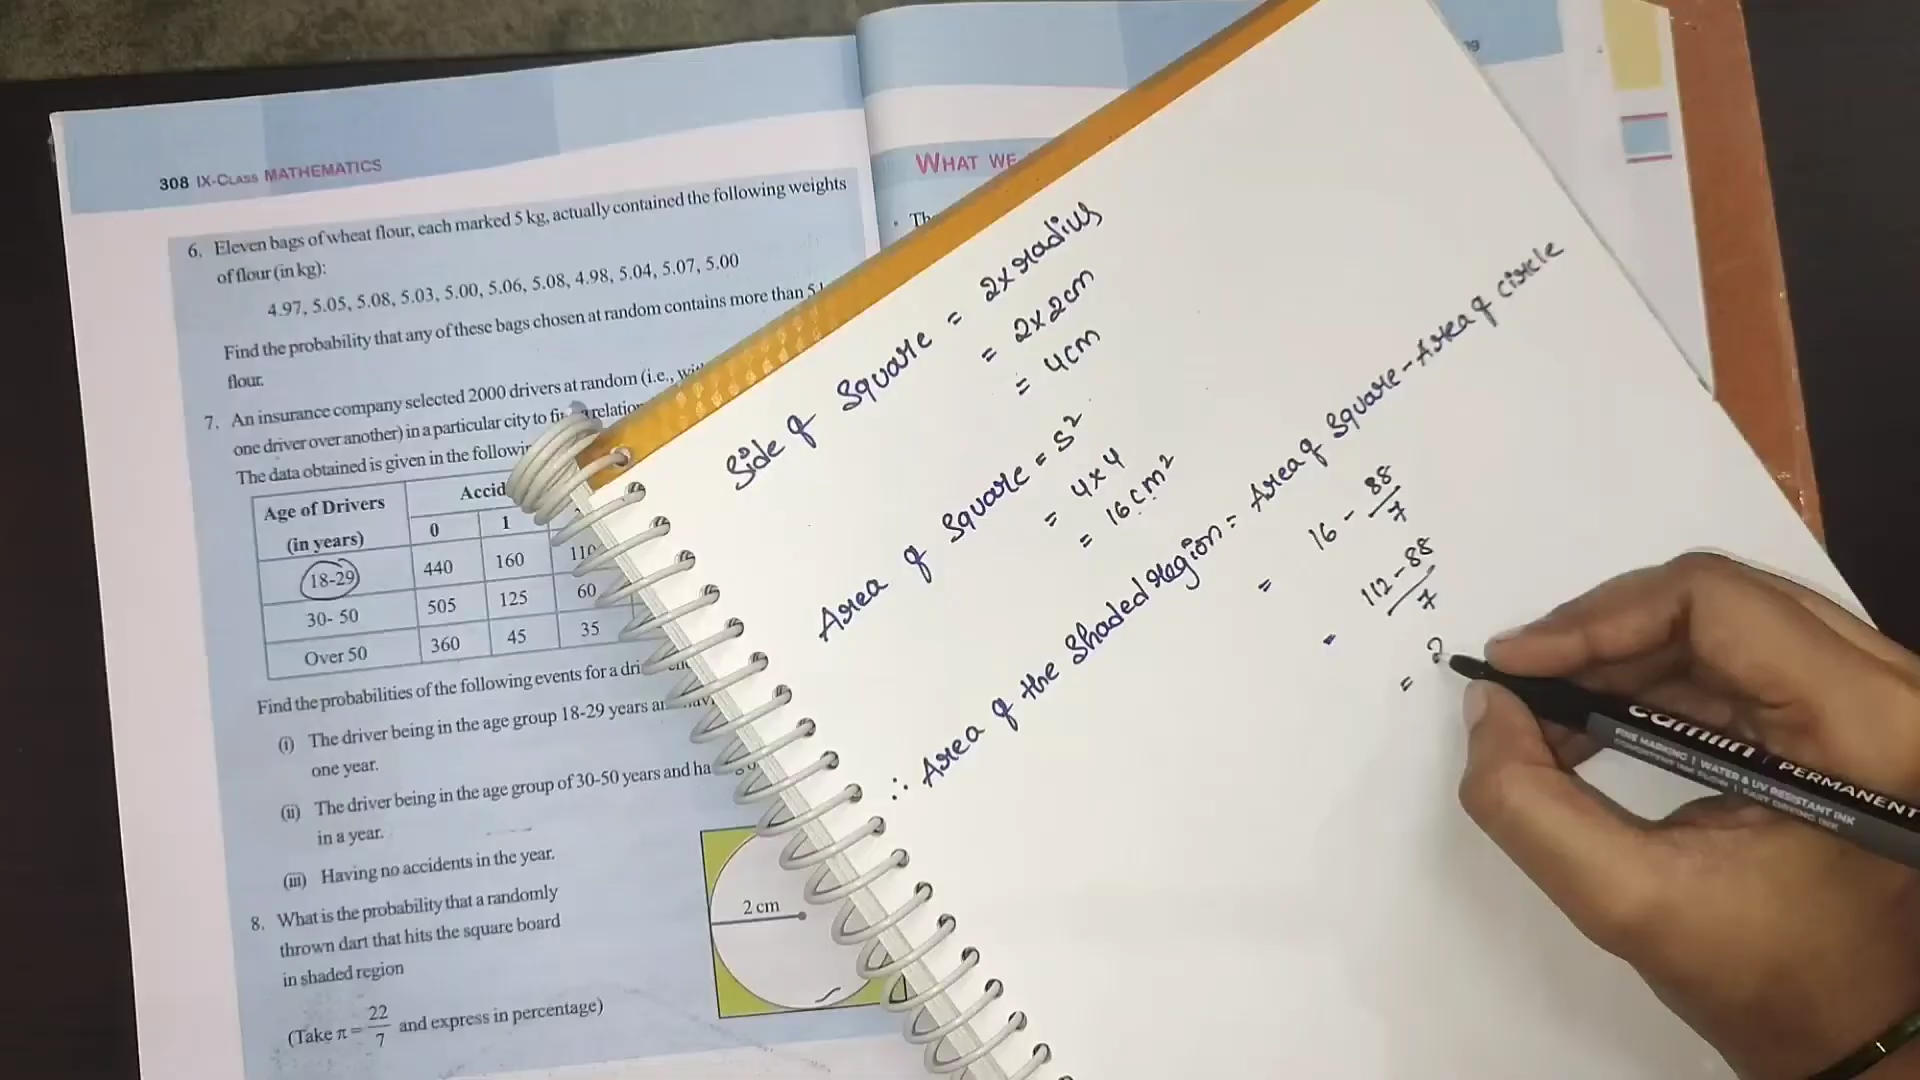 308 IX-CLASS MATHEMATICS
6. Eleven bags of wheat flour, each marked 5 kg, actually contained the following weights
of flour (in kg):
4.97, 5.05, 5.08, 5.03, 5.00, 5.06, 5.08, 4.98, 5.04, 5.07, 5.00
Find the probability that any of these bags chosen at random contains more than 5
flour.
7. An insurance company selected 2000 drivers at random (i.e.,
one driver over another) in a particular city to
The data obtained is given in the
Age of Drivers
(in years)
0 1
18-29 440 160 110
30- 50 505 125 60
Over 50 360 45 35
Find the probabilities of the following events for a
(i) The driver being in the age group 18-29 years
one year.
(ii) The driver being in the age group of 30-50 years and
in a year.
(iii) Having no accidents in the year.
8. What is the probability that a randomly
thrown dart that hits the square board
in shaded region
(Take π = 22/7 and express in percentage)
2 cm
WHAT WE
Side of Square = 2x radius
= 2x2cm
= 4cm
Area of Square = S²
= 4x4
= 16cm²
∴ Area of the Shaded region = Area of Square - Area of circle
= 16 - 88/7
= 112-88/7
= 2
camlin PERMANENT
FINE MARKING | WATER & UV RESISTANT INK